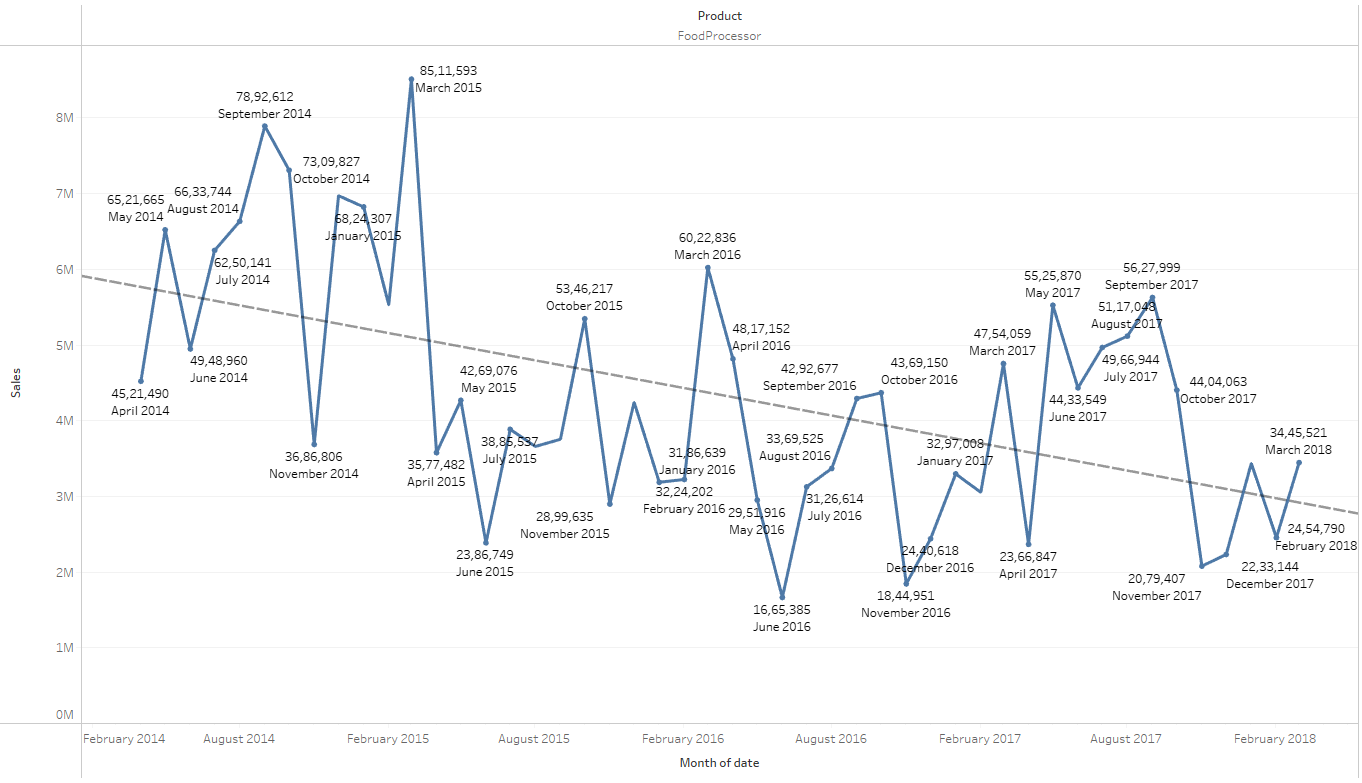 Product
FoodProcessor
Sales
8M
7M
6M
5M
4M
3M
2M
1M
0M
45,21,490
April 2014
65,21,665
May 2014
49,48,960
June 2014
62,50,141
July 2014
66,33,744
August 2014
78,92,612
September 2014
73,09,827
October 2014
36,86,806
November 2014
68,24,307
January 2015
85,11,593
March 2015
35,77,482
April 2015
42,69,076
May 2015
23,86,749
June 2015
38,85,537
July 2015
53,46,217
October 2015
28,99,635
November 2015
31,86,639
January 2016
32,24,202
February 2016
60,22,836
March 2016
48,17,152
April 2016
29,51,916
May 2016
16,65,385
June 2016
31,26,614
July 2016
33,69,525
August 2016
42,92,677
September 2016
43,69,150
October 2016
18,44,951
November 2016
24,40,618
December 2016
32,97,008
January 2017
47,54,059
March 2017
23,66,847
April 2017
55,25,870
May 2017
44,33,549
June 2017
49,66,944
July 2017
51,17,048
August 2017
56,27,999
September 2017
44,04,063
October 2017
20,79,407
November 2017
22,33,144
December 2017
24,54,790
February 2018
34,45,521
March 2018
February 2014
August 2014
February 2015
August 2015
February 2016
August 2016
February 2017
August 2017
February 2018
Month of date